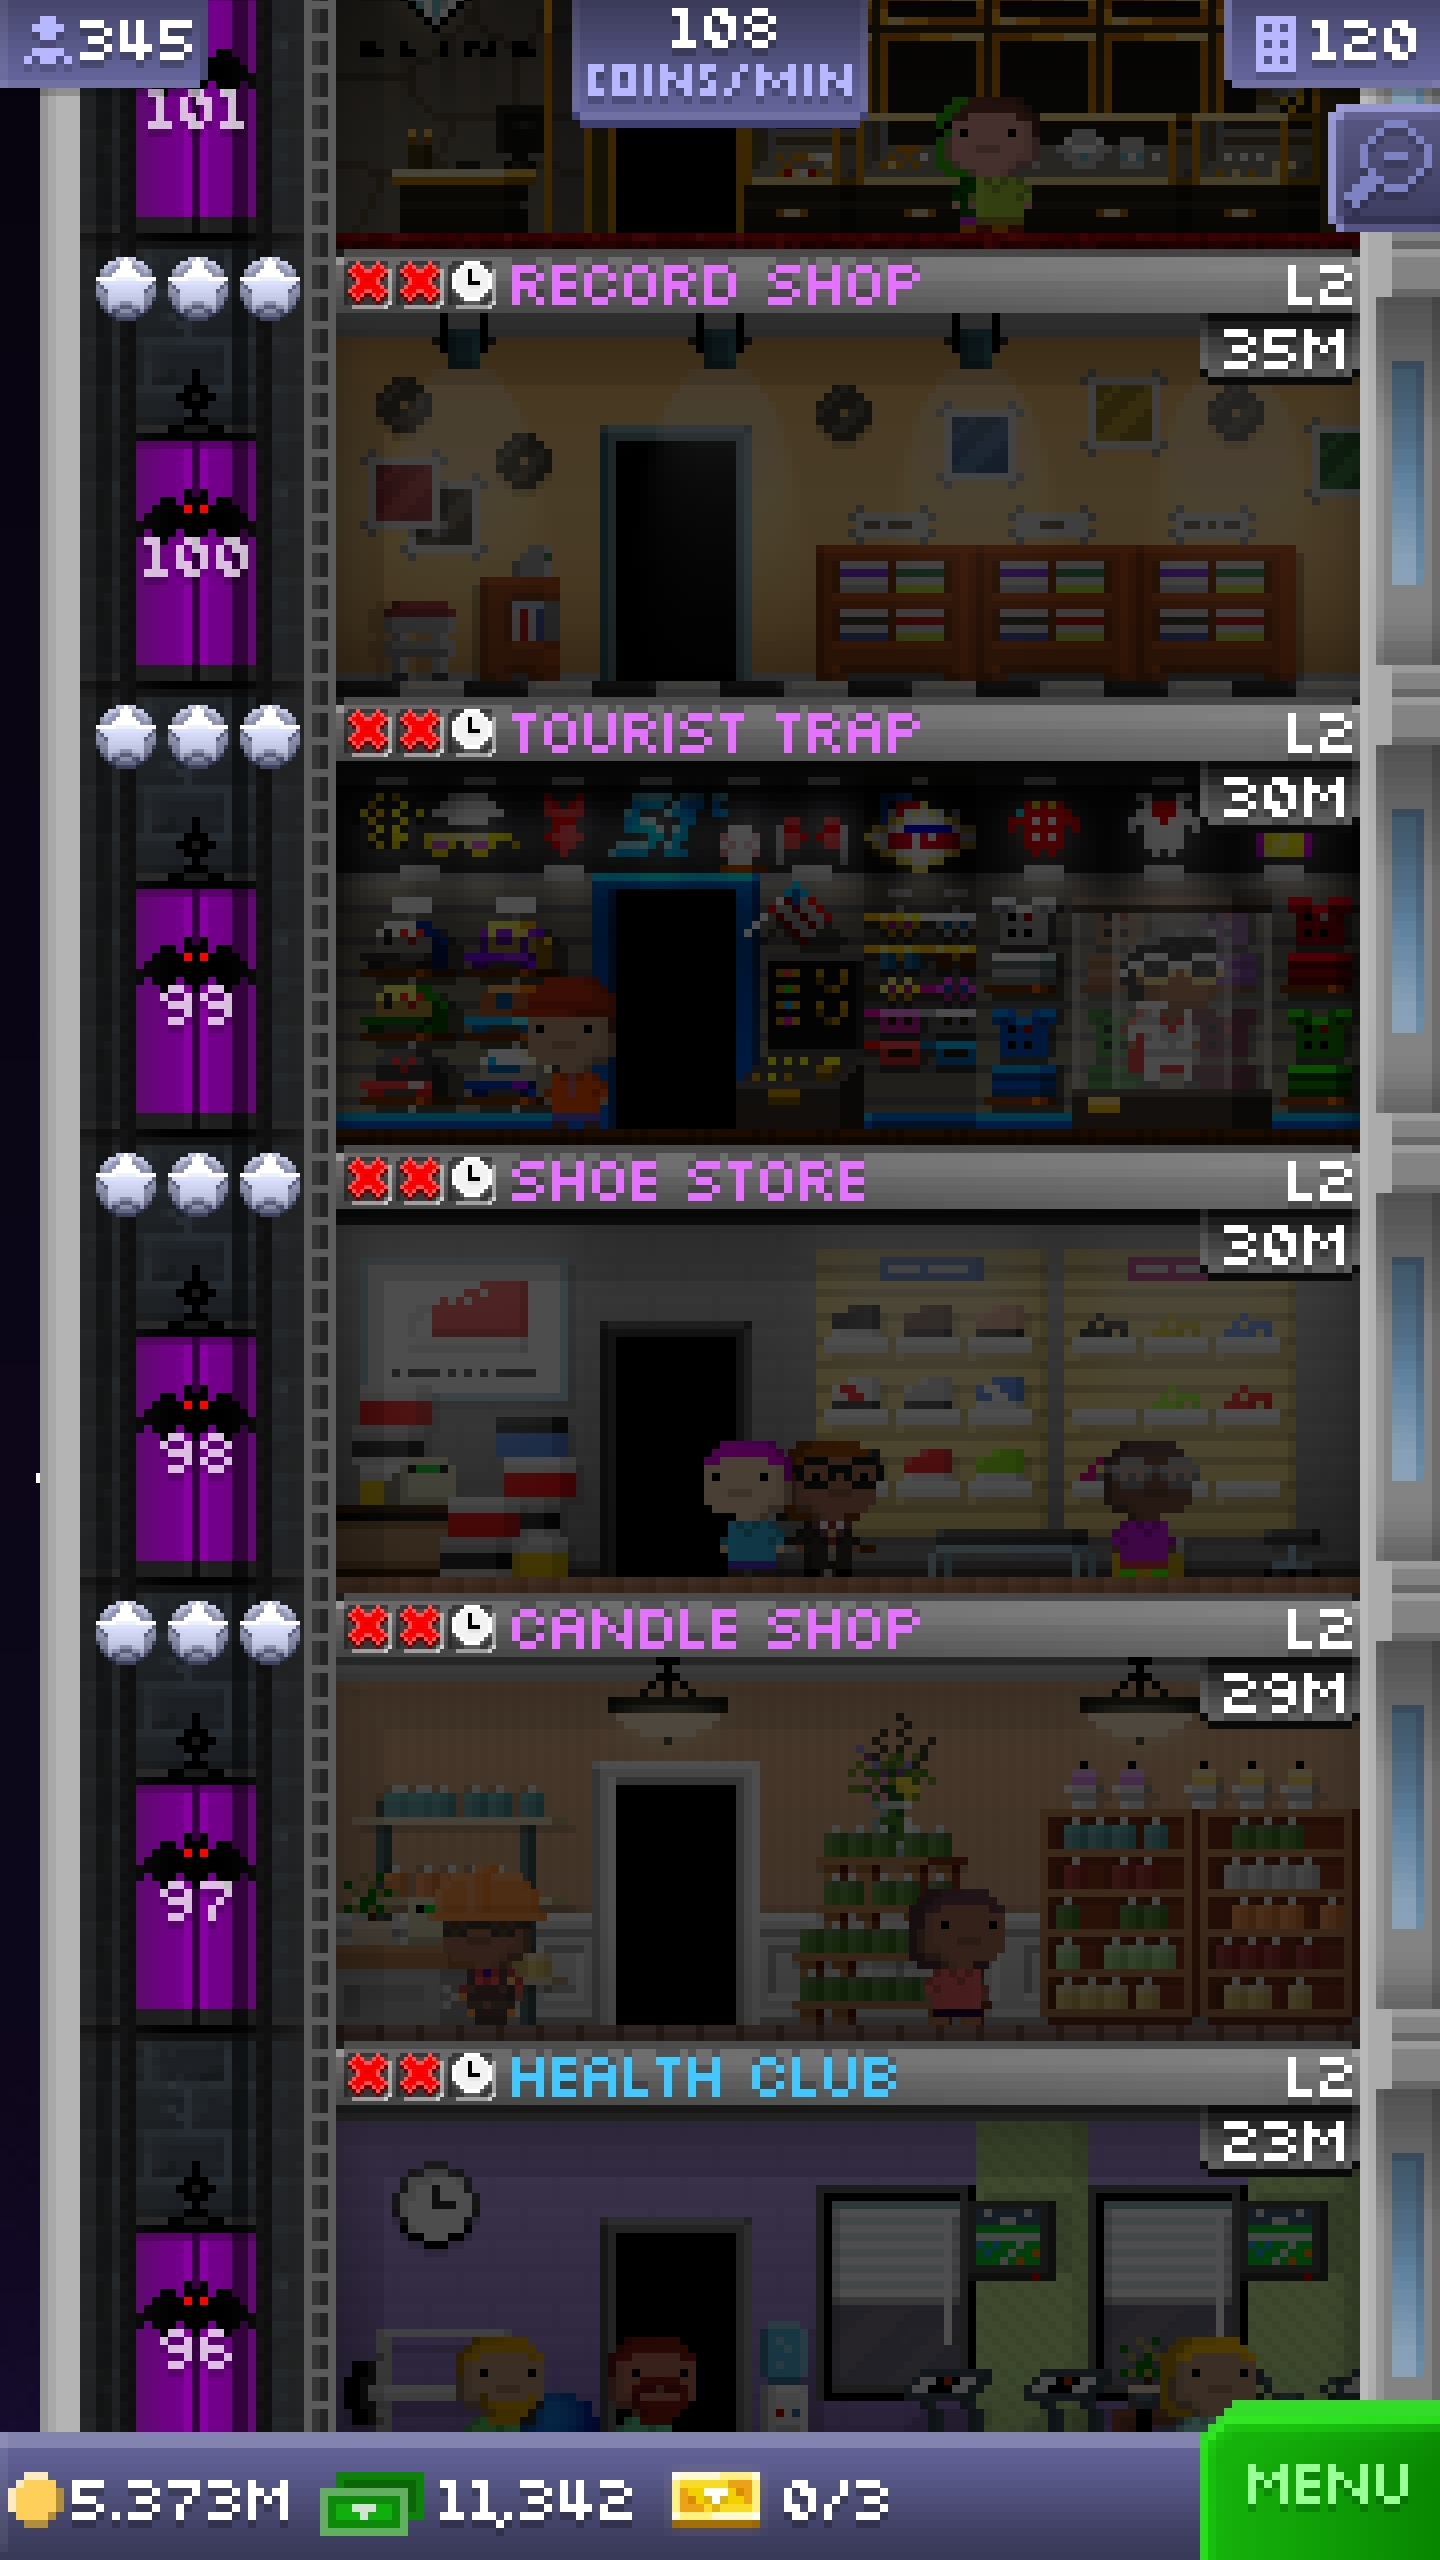 345
108
COINS/MIN
120
101
RECORD SHOP L2
35M
100
TOURIST TRAP L2
30M
99
SHOE STORE L2
30M
98
CANDLE SHOP L2
29M
97
HEALTH CLUB L2
23M
96
5.373M 11,342 0/3
MENU